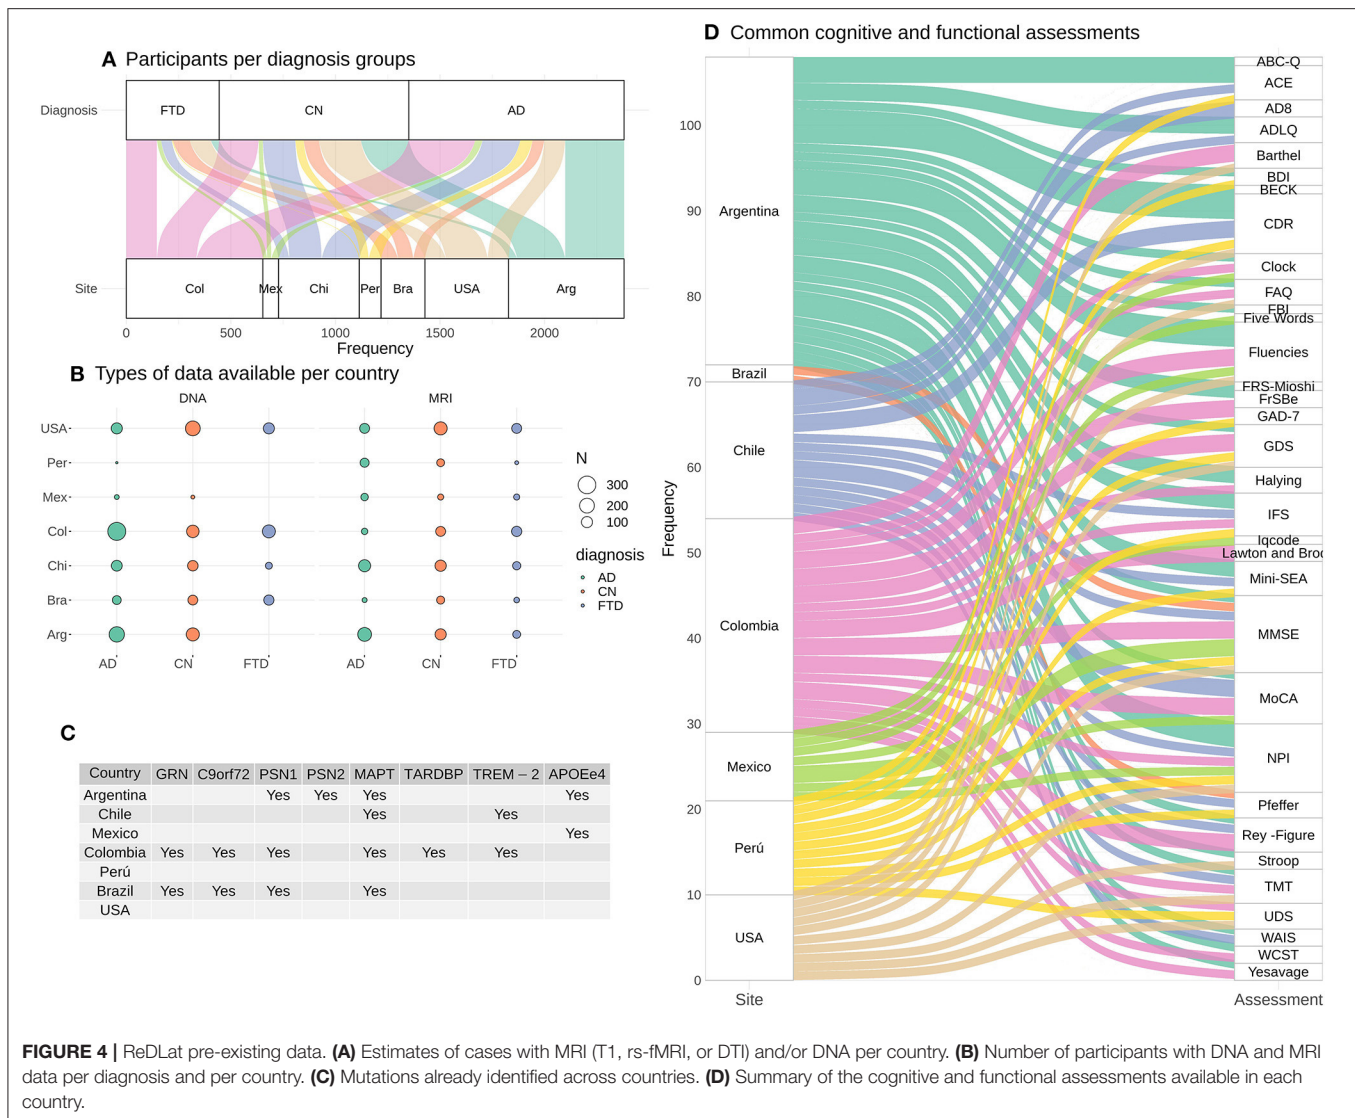 A Participants per diagnosis groups
Diagnosis
FTD
CN
AD
Site
Col
Mex
Chi
Per
Bra
USA
Arg
0 500 1000 1500 2000
Frequency
B Types of data available per country
DNA MRI
USA
Per
Mex
Col
Chi
Bra
Arg
AD CN FTD AD CN FTD
N
300
200
100
diagnosis
AD
CN
FTD
C
Country GRN C9orf72 PSN1 PSN2 MAPT TARDBP TREM – 2 APOEe4
Argentina Yes Yes Yes Yes
Chile Yes Yes
Mexico Yes
Colombia Yes Yes Yes Yes Yes Yes
Perú
Brazil Yes Yes Yes Yes
USA
D Common cognitive and functional assessments
Frequency
100
90
80
70
60
50
40
30
20
10
0
Argentina
Brazil
Chile
Colombia
Mexico
Perú
USA
ABC-Q
ACE
AD8
ADLQ
Barthel
BDI
BECK
CDR
Clock
FAQ
FBI
Five Words
Fluencies
FRS-Mioshi
FrSBe
GAD-7
GDS
Halying
IFS
Iqcode
Lawton and Broc
Mini-SEA
MMSE
MoCA
NPI
Pfeffer
Rey -Figure
Stroop
TMT
UDS
WAIS
WCST
Yesavage
Site Assessment
FIGURE 4 | ReDLat pre-existing data. (A) Estimates of cases with MRI (T1, rs-fMRI, or DTI) and/or DNA per country. (B) Number of participants with DNA and MRI
data per diagnosis and per country. (C) Mutations already identified across countries. (D) Summary of the cognitive and functional assessments available in each
country.